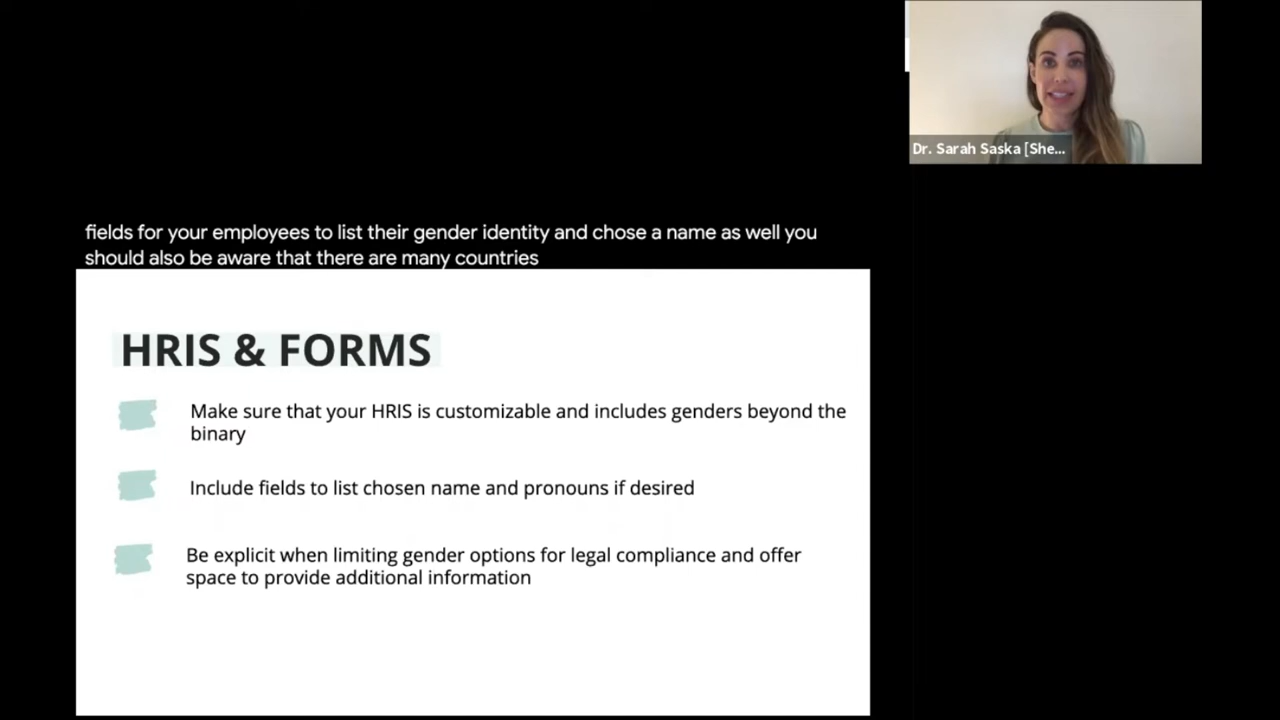 Dr. Sarah Saska [She...
fields for your employees to list their gender identity and chose a name as well you
should also be aware that there are many countries
HRIS & FORMS
Make sure that your HRIS is customizable and includes genders beyond the
binary
Include fields to list chosen name and pronouns if desired
Be explicit when limiting gender options for legal compliance and offer
space to provide additional information